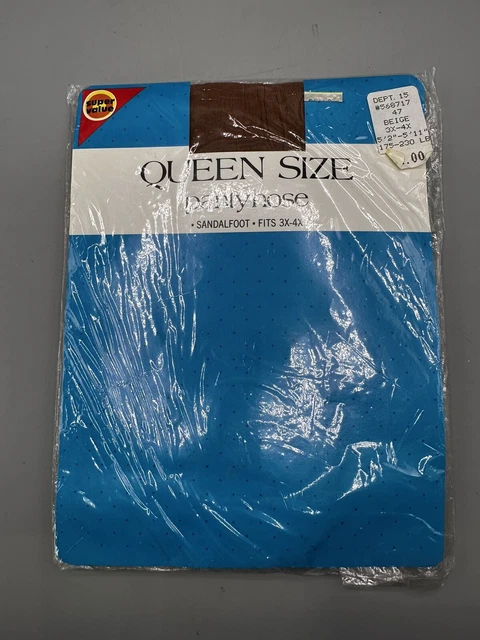 super
value
DEPT. 15
#568717
47
BEIGE
3X-4X
5'2"-5'11"
175-230 LB
.00
QUEEN SIZE
pantyhose
• SANDALFOOT • FITS 3X-4X